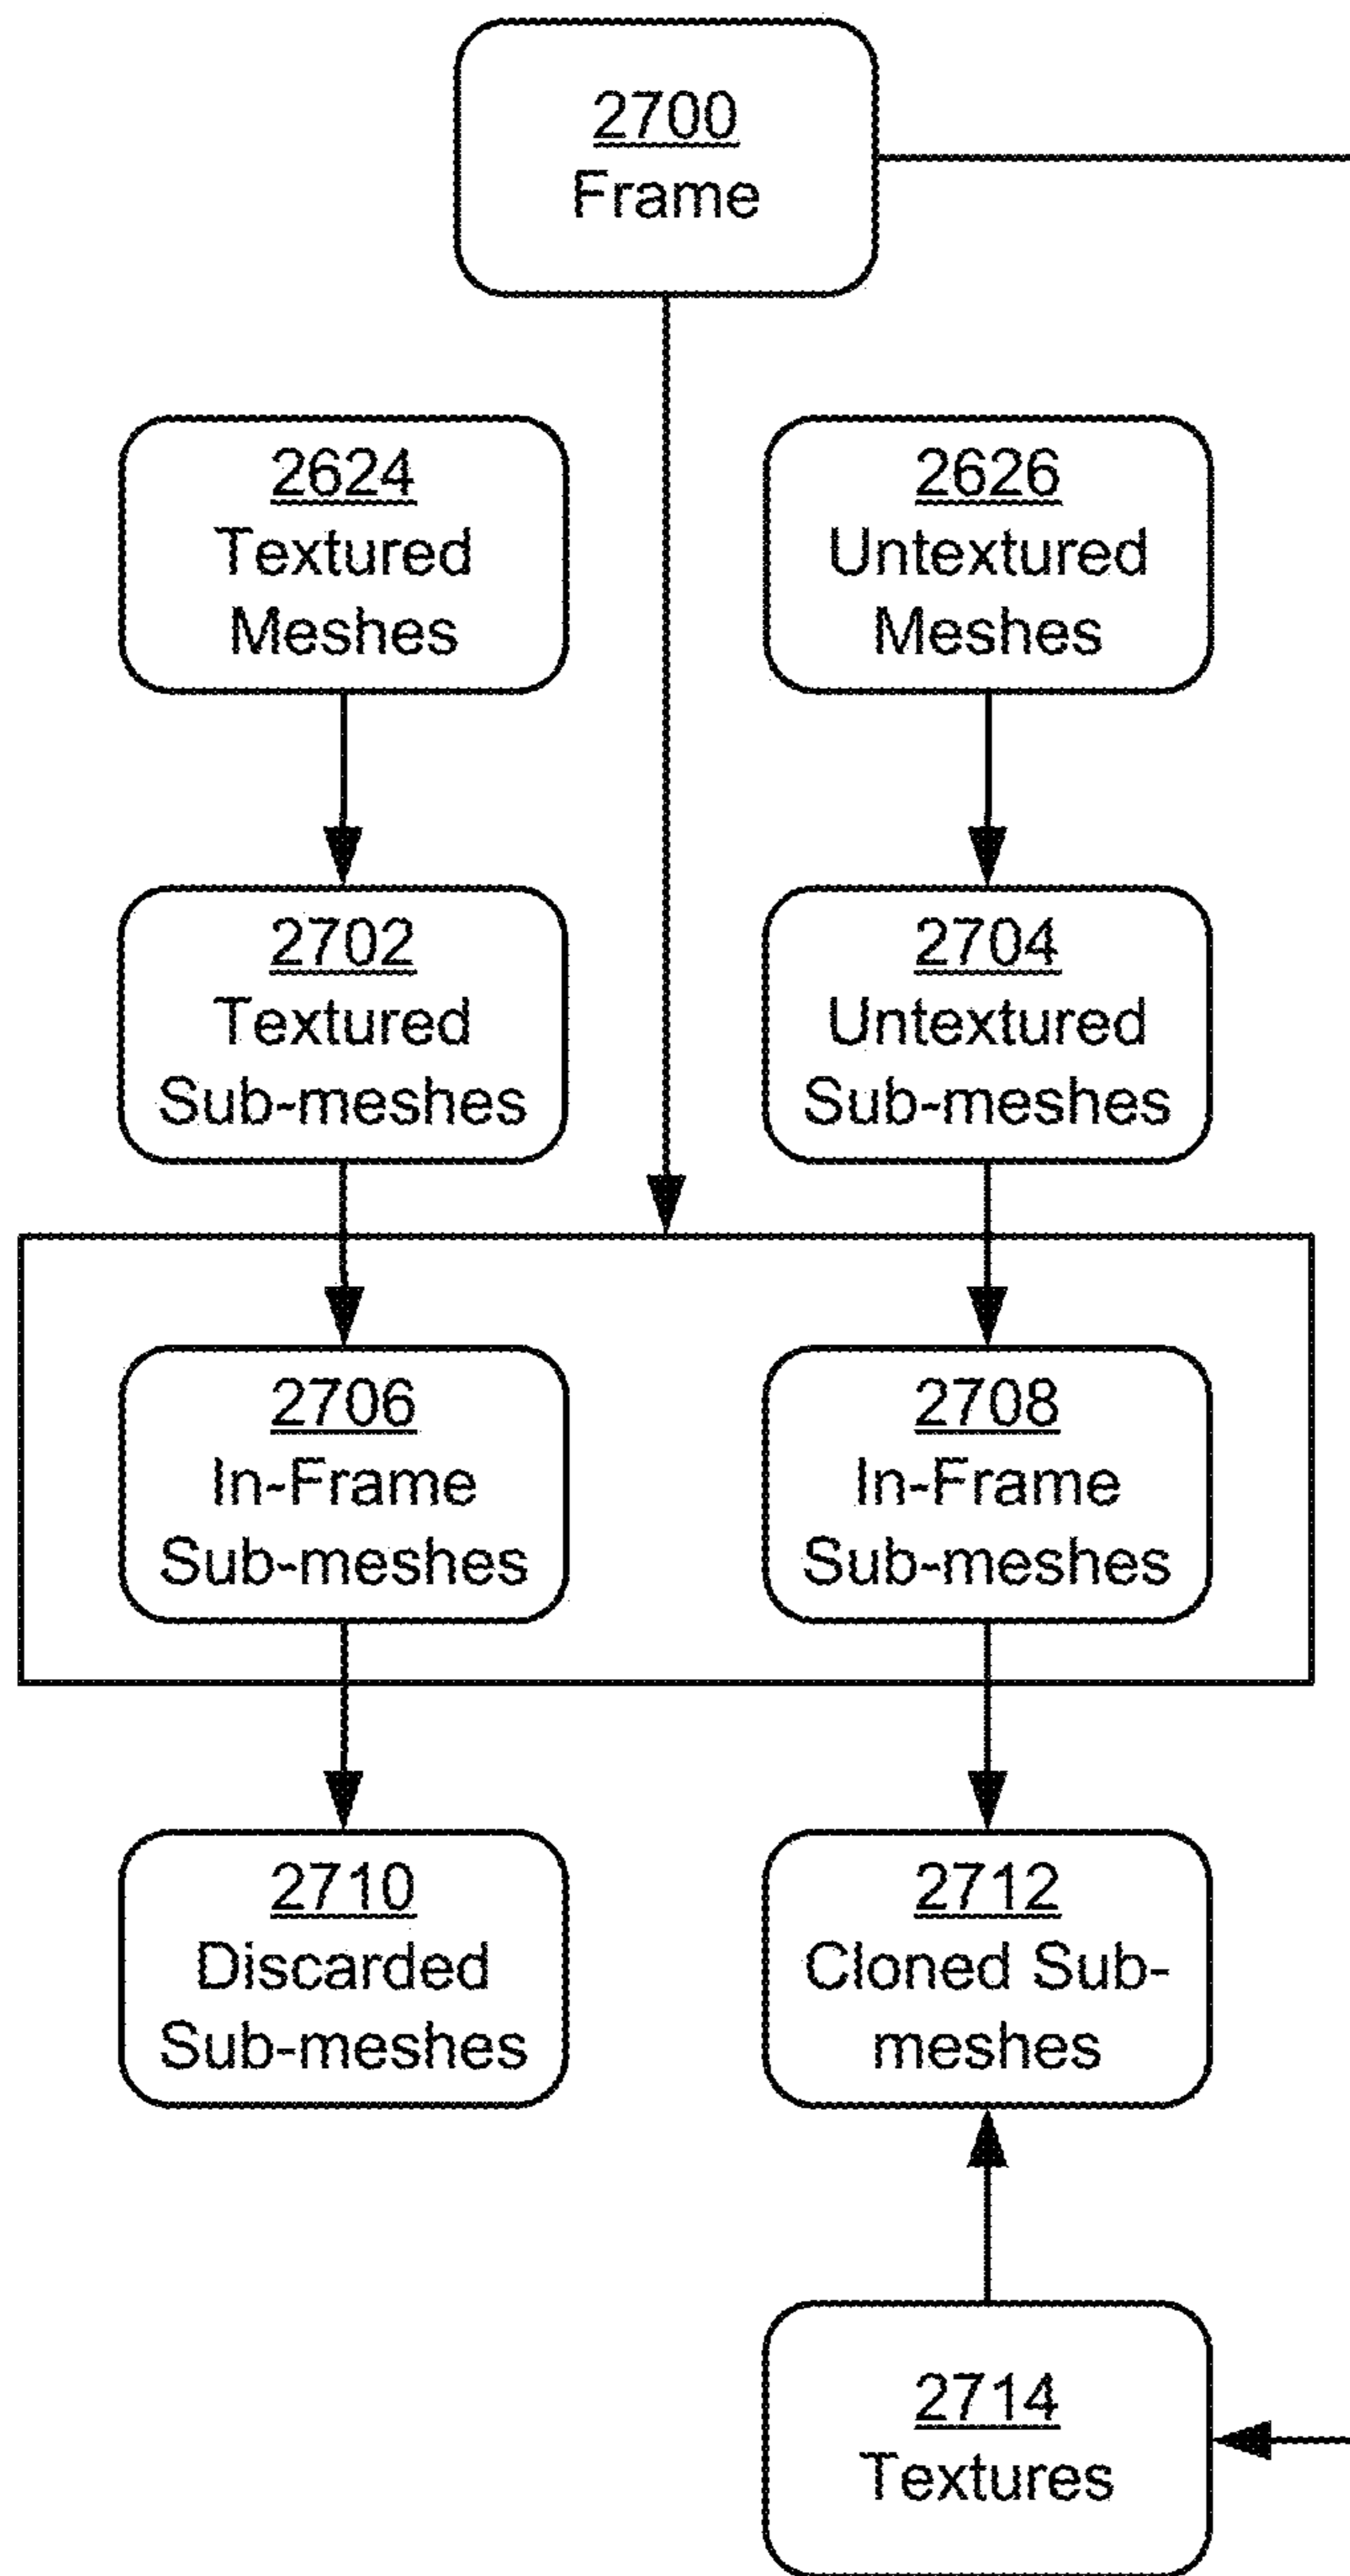 2700
Frame
2624
Textured
Meshes
2626
Untextured
Meshes
2702
Textured
Sub-meshes
2704
Untextured
Sub-meshes
2706
In-Frame
Sub-meshes
2708
In-Frame
Sub-meshes
2710
Discarded
Sub-meshes
2712
Cloned Sub-
meshes
2714
Textures